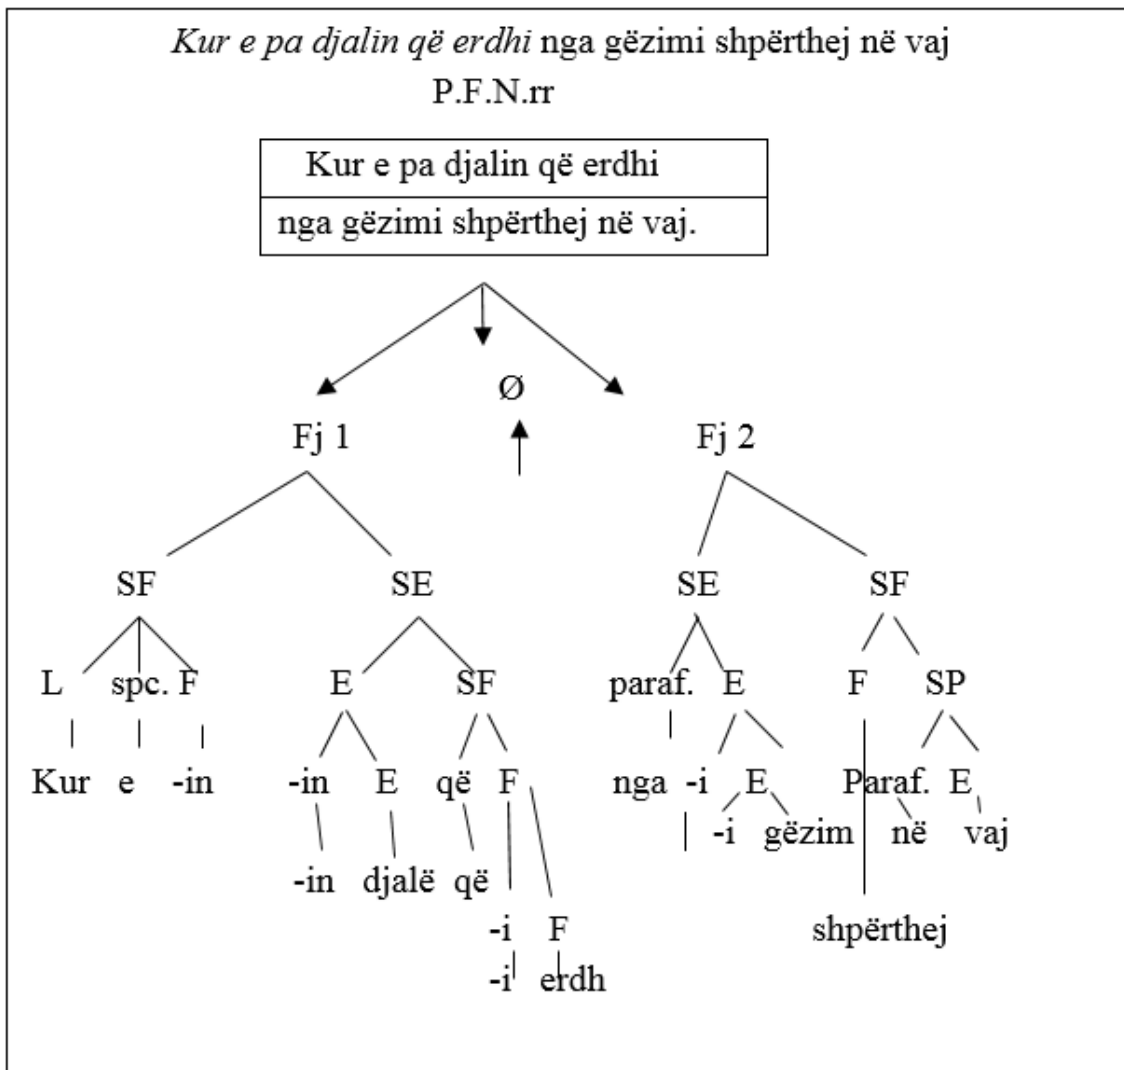 Kur e pa djalin që erdhi nga gëzimi shpërthej në vaj
P.F.N.rr
Kur e pa djalin që erdhi
nga gëzimi shpërthej në vaj.
Ø
Fj 1 Fj 2
SF SE SE SF
L spc. F E SF paraf. E F SP
Kur e -in -in E që F nga -i E Paraf. E
-i gëzim në vaj
-in djalë që
-i F shpërthej
-i erdh